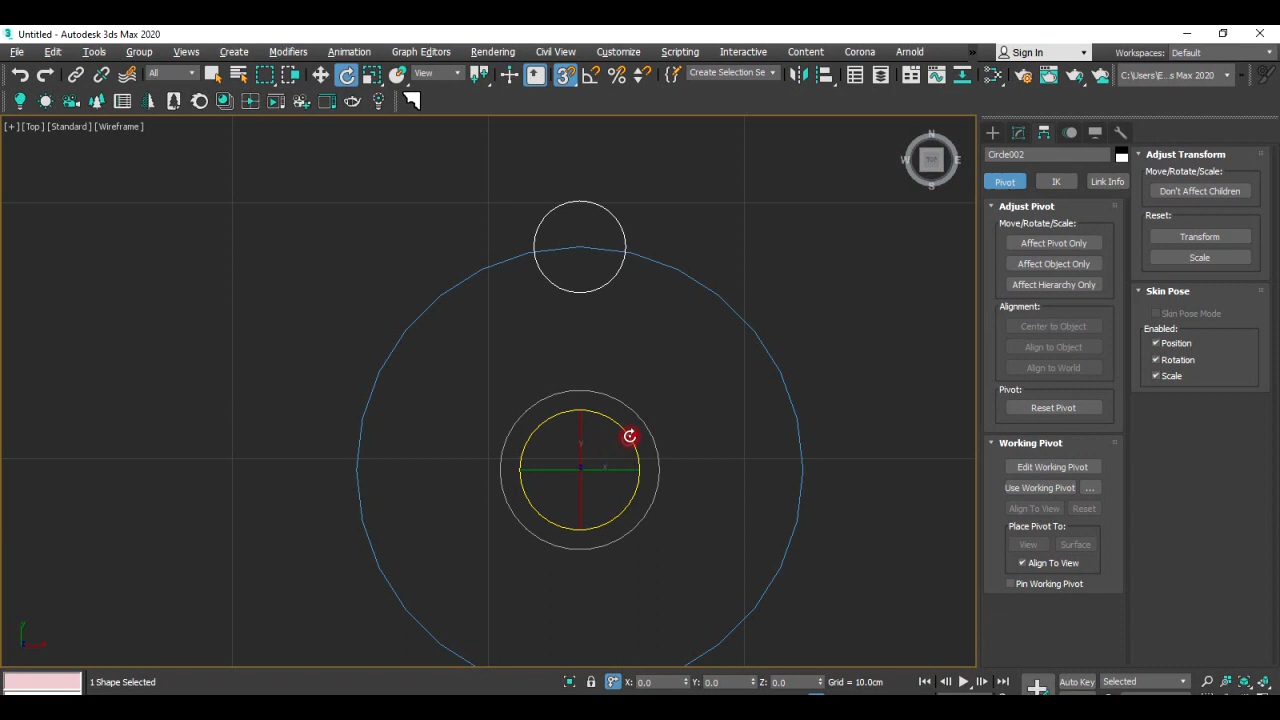 Untitled - Autodesk 3ds Max 2020
File Edit Tools Group Views Create Modifiers Animation Graph Editors Rendering Civil View Customize Scripting Interactive Content Corona Arnold » Sign In Workspaces: Default
All View Create Selection Se C:\Users\E...s Max 2020
[+] [Top] [Standard] [Wireframe]
N
W TOP E
S
Circle002
Pivot IK Link Info
Adjust Pivot
Move/Rotate/Scale:
Affect Pivot Only
Affect Object Only
Affect Hierarchy Only
Alignment:
Center to Object
Align to Object
Align to World
Pivot:
Reset Pivot
Working Pivot
Edit Working Pivot
Use Working Pivot ...
Align To View Reset
Place Pivot To:
View Surface
Align To View
Pin Working Pivot
Adjust Transform
Move/Rotate/Scale:
Don't Affect Children
Reset:
Transform
Scale
Skin Pose
Skin Pose Mode
Enabled:
Position
Rotation
Scale
y
x
y
1 Shape Selected X: 0.0 Y: 0.0 Z: 0.0 Grid = 10.0cm Auto Key Selected